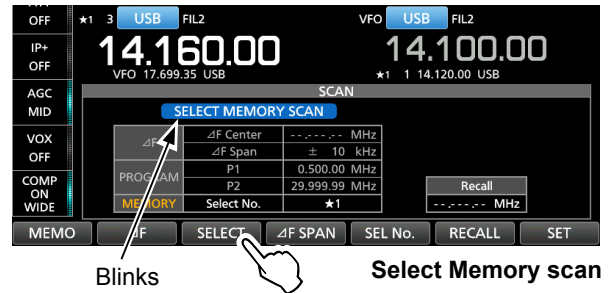 OFF ★1 3 USB FIL2 VFO USB FIL2
IP+ OFF
14.160.00 14.100.00
VFO 17.699.35 USB ★1 1 14.120.00 USB
AGC MID
SCAN
SELECT MEMORY SCAN
VOX OFF
⊿F ⊿F Center --.---.-- MHz
⊿F Span ± 10 kHz
PROGRAM P1 0.500.00 MHz
P2 29.999.99 MHz
Recall
COMP ON WIDE
MEMORY Select No. ★1 --.---.-- MHz
MEMO ⊿F SELECT ⊿F SPAN SEL No. RECALL SET
Blinks
Select Memory scan